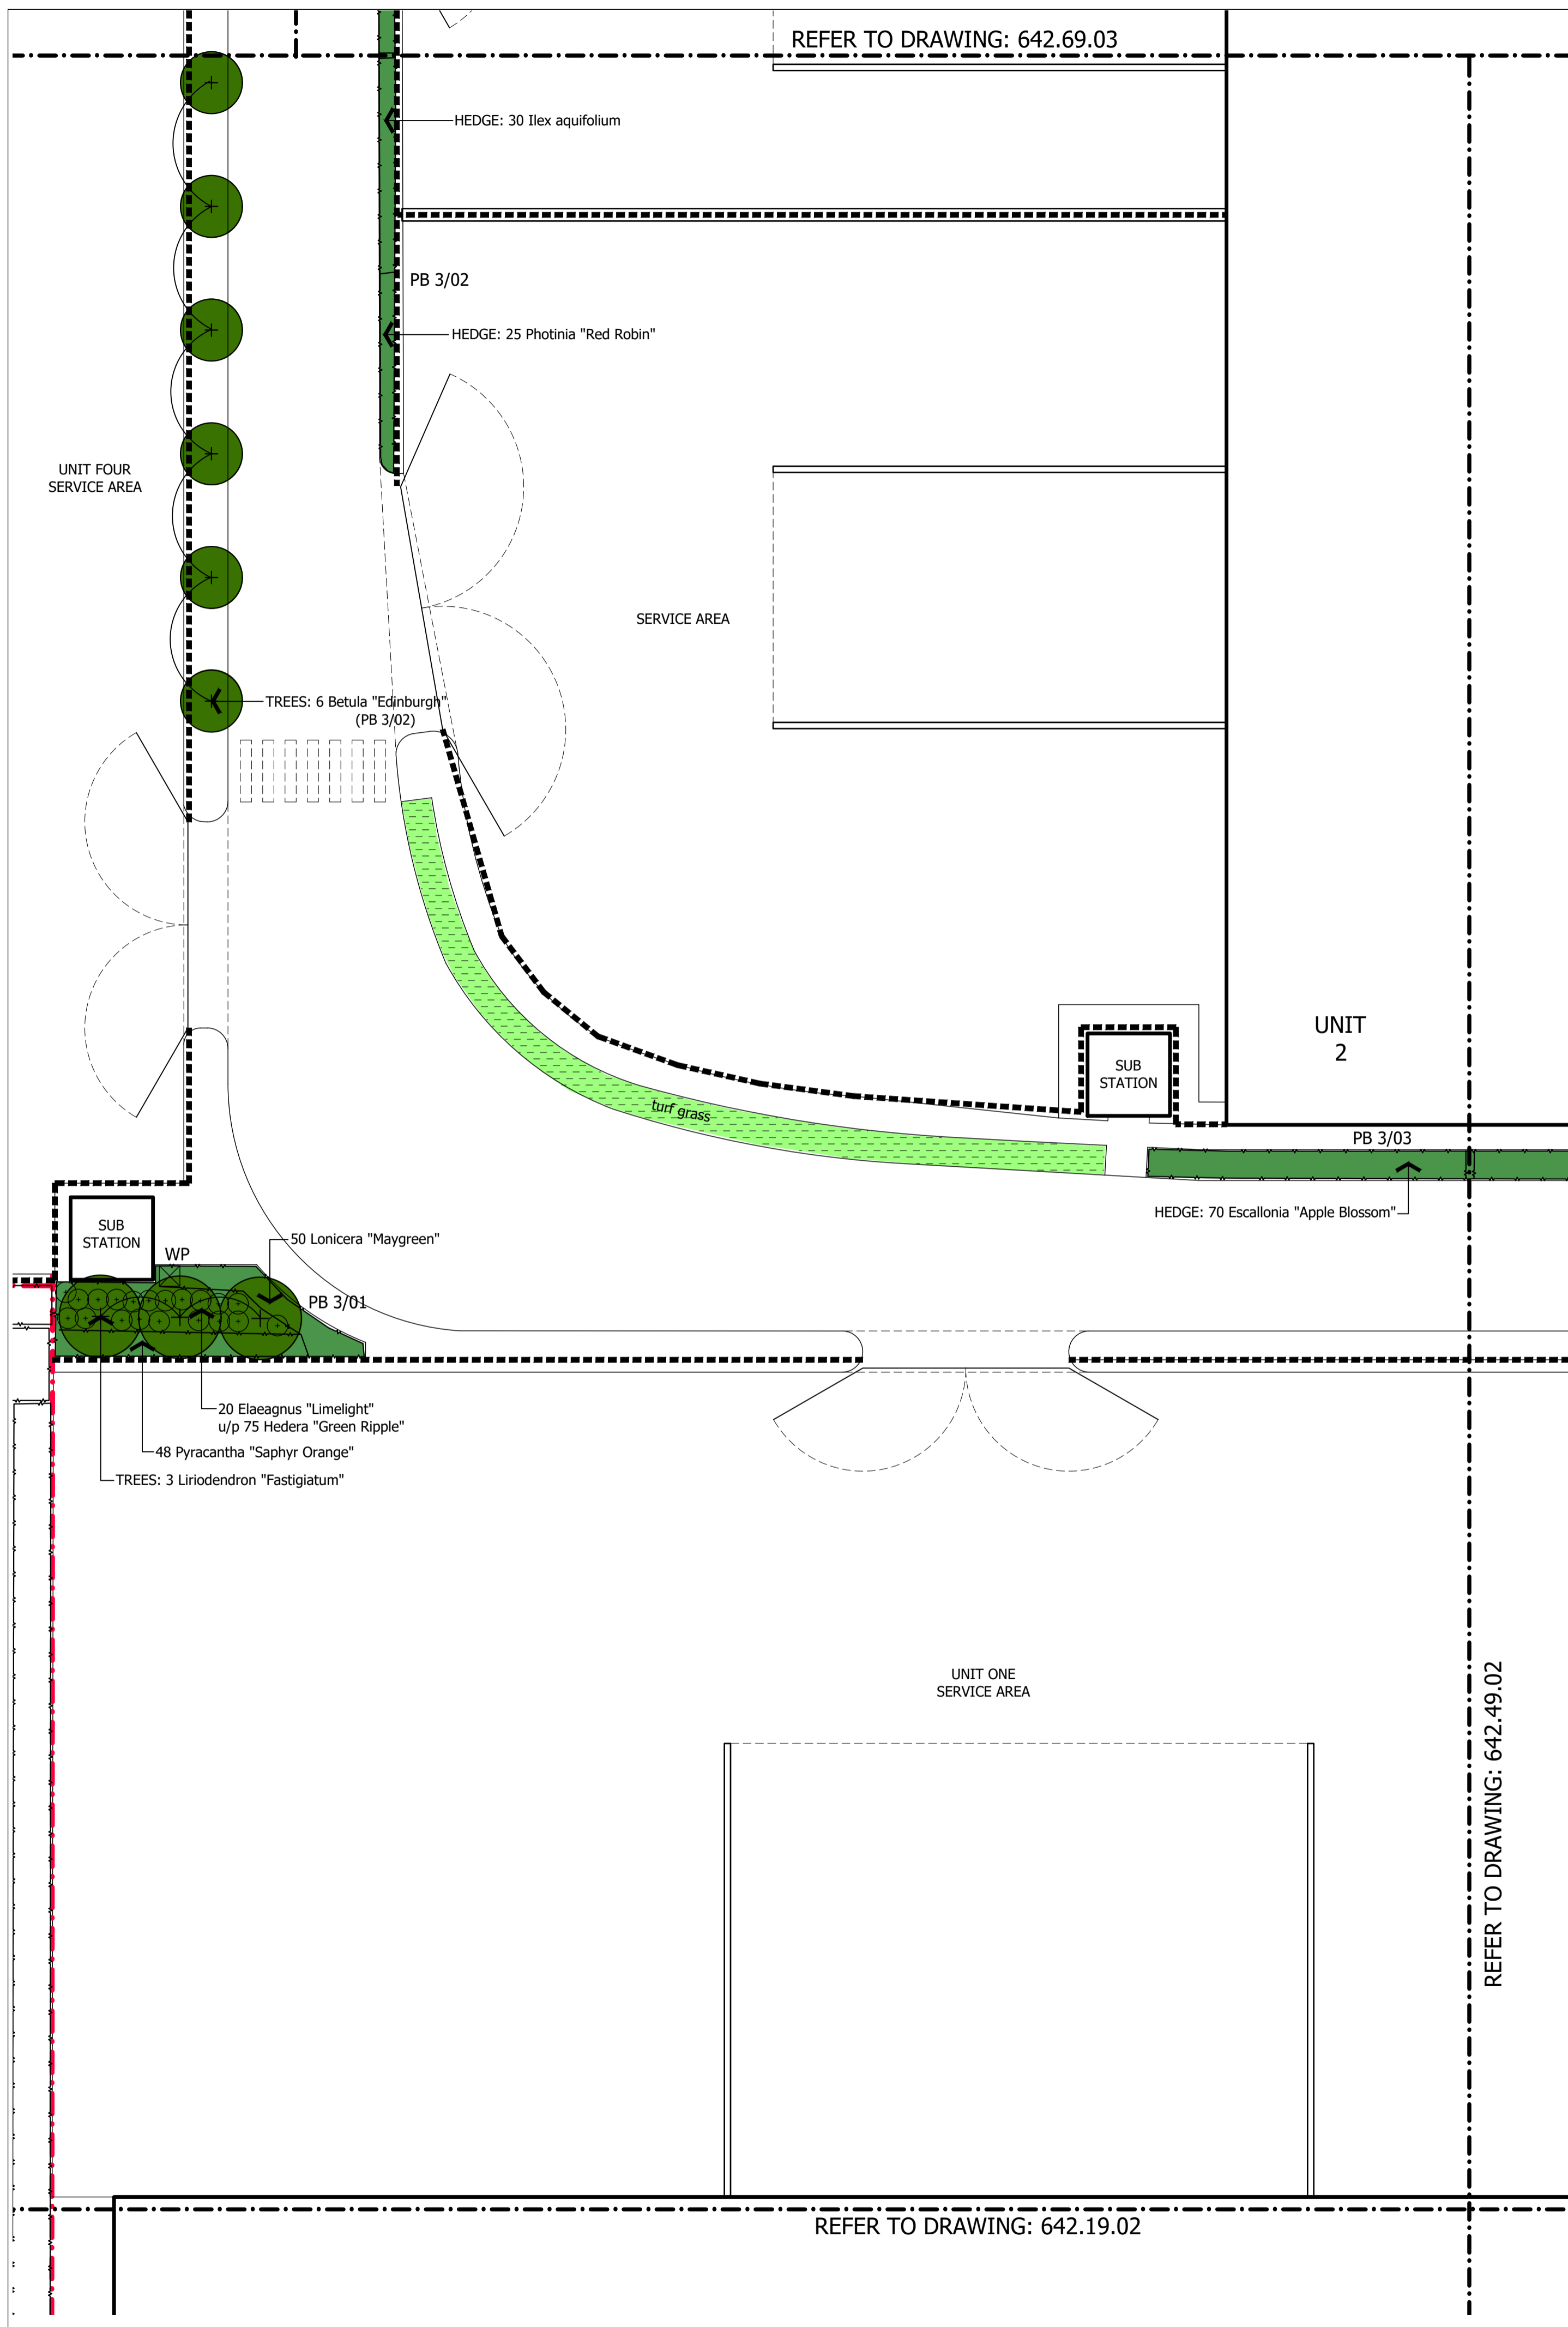 REFER TO DRAWING: 642.69.03
HEDGE: 30 Ilex aquifolium
PB 3/02
HEDGE: 25 Photinia "Red Robin"
UNIT FOUR
SERVICE AREA
SERVICE AREA
TREES: 6 Betula "Edinburgh"
(PB 3/02)
UNIT
2
SUB
STATION
turf grass
PB 3/03
HEDGE: 70 Escallonia "Apple Blossom"
SUB
STATION
WP
50 Lonicera "Maygreen"
PB 3/01
20 Elaeagnus "Limelight"
u/p 75 Hedera "Green Ripple"
48 Pyracantha "Saphyr Orange"
TREES: 3 Liriodendron "Fastigiatum"
UNIT ONE
SERVICE AREA
REFER TO DRAWING: 642.49.02
REFER TO DRAWING: 642.19.02